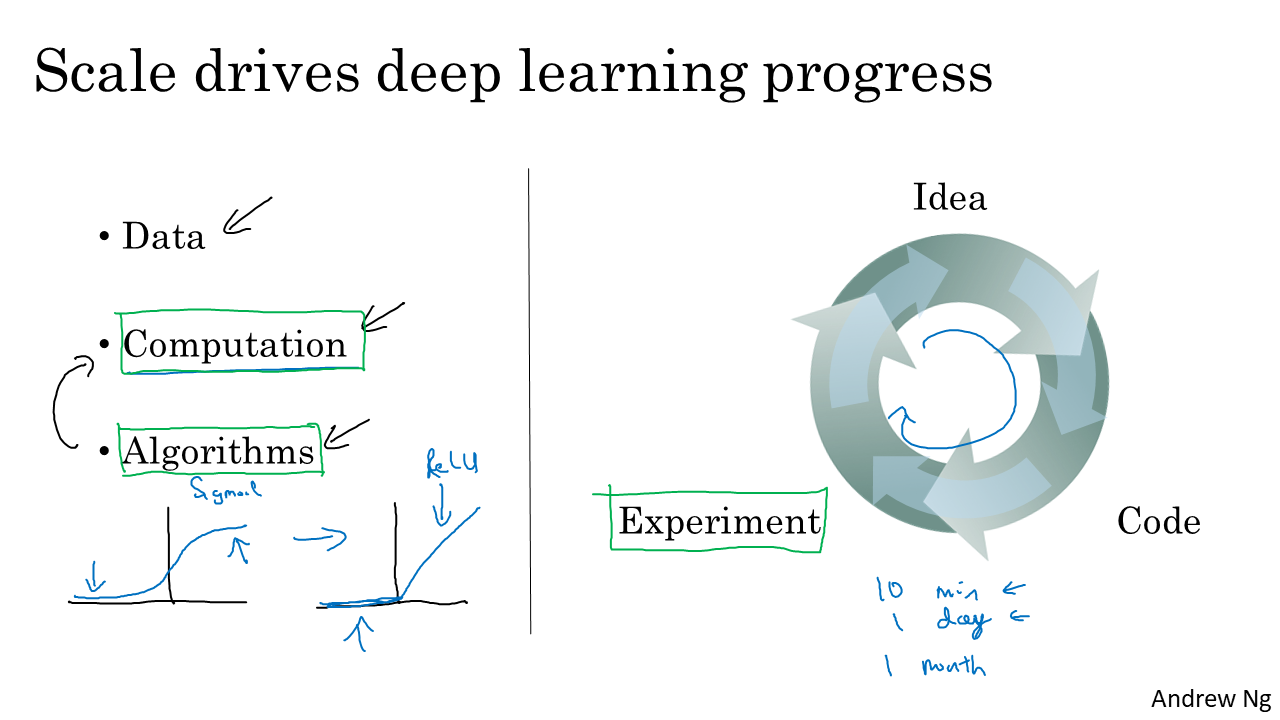 Scale drives deep learning progress
• Data
• Computation
• Algorithms
Sigmoid
ReLU
Idea
Experiment
Code
10 min ←
1 day ←
1 month
Andrew Ng